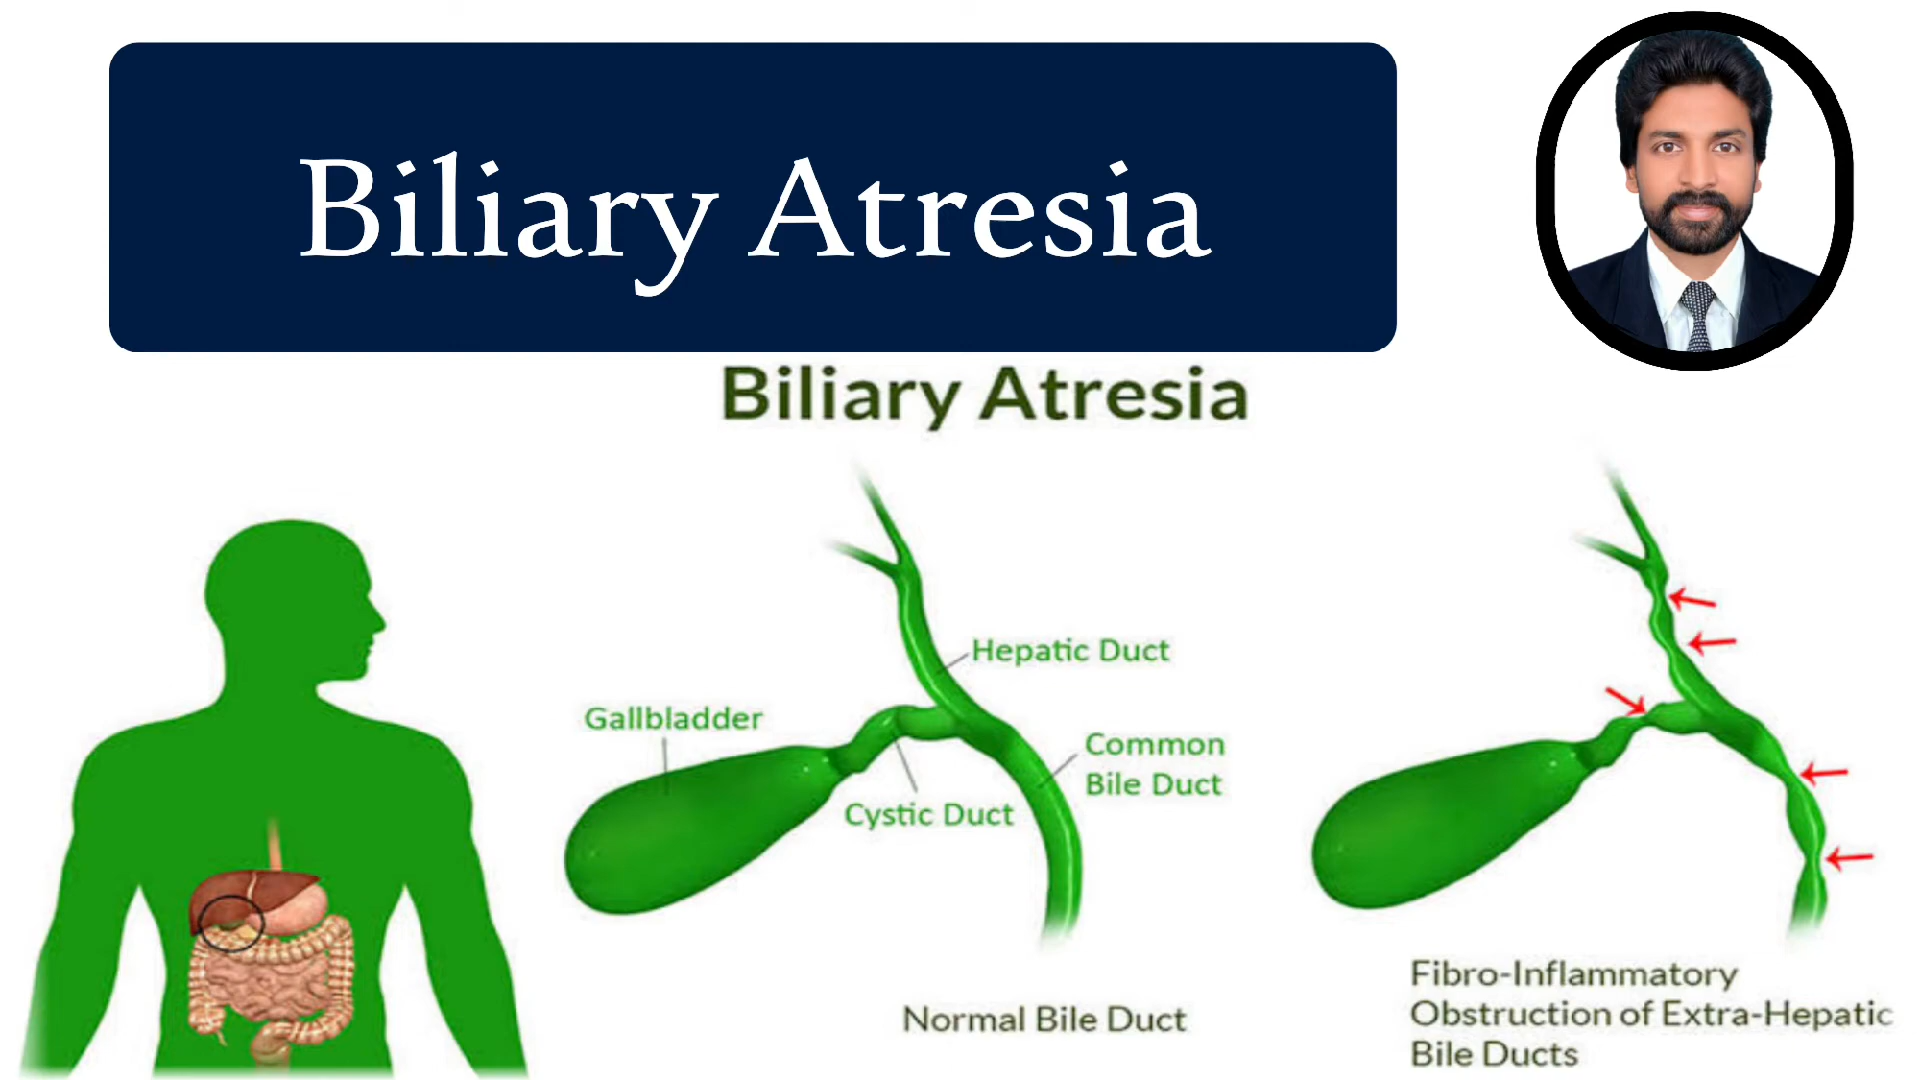 Biliary Atresia
Biliary Atresia
Hepatic Duct
Gallbladder
Common
Bile Duct
Cystic Duct
Normal Bile Duct
Fibro-Inflammatory
Obstruction of Extra-Hepatic
Bile Ducts